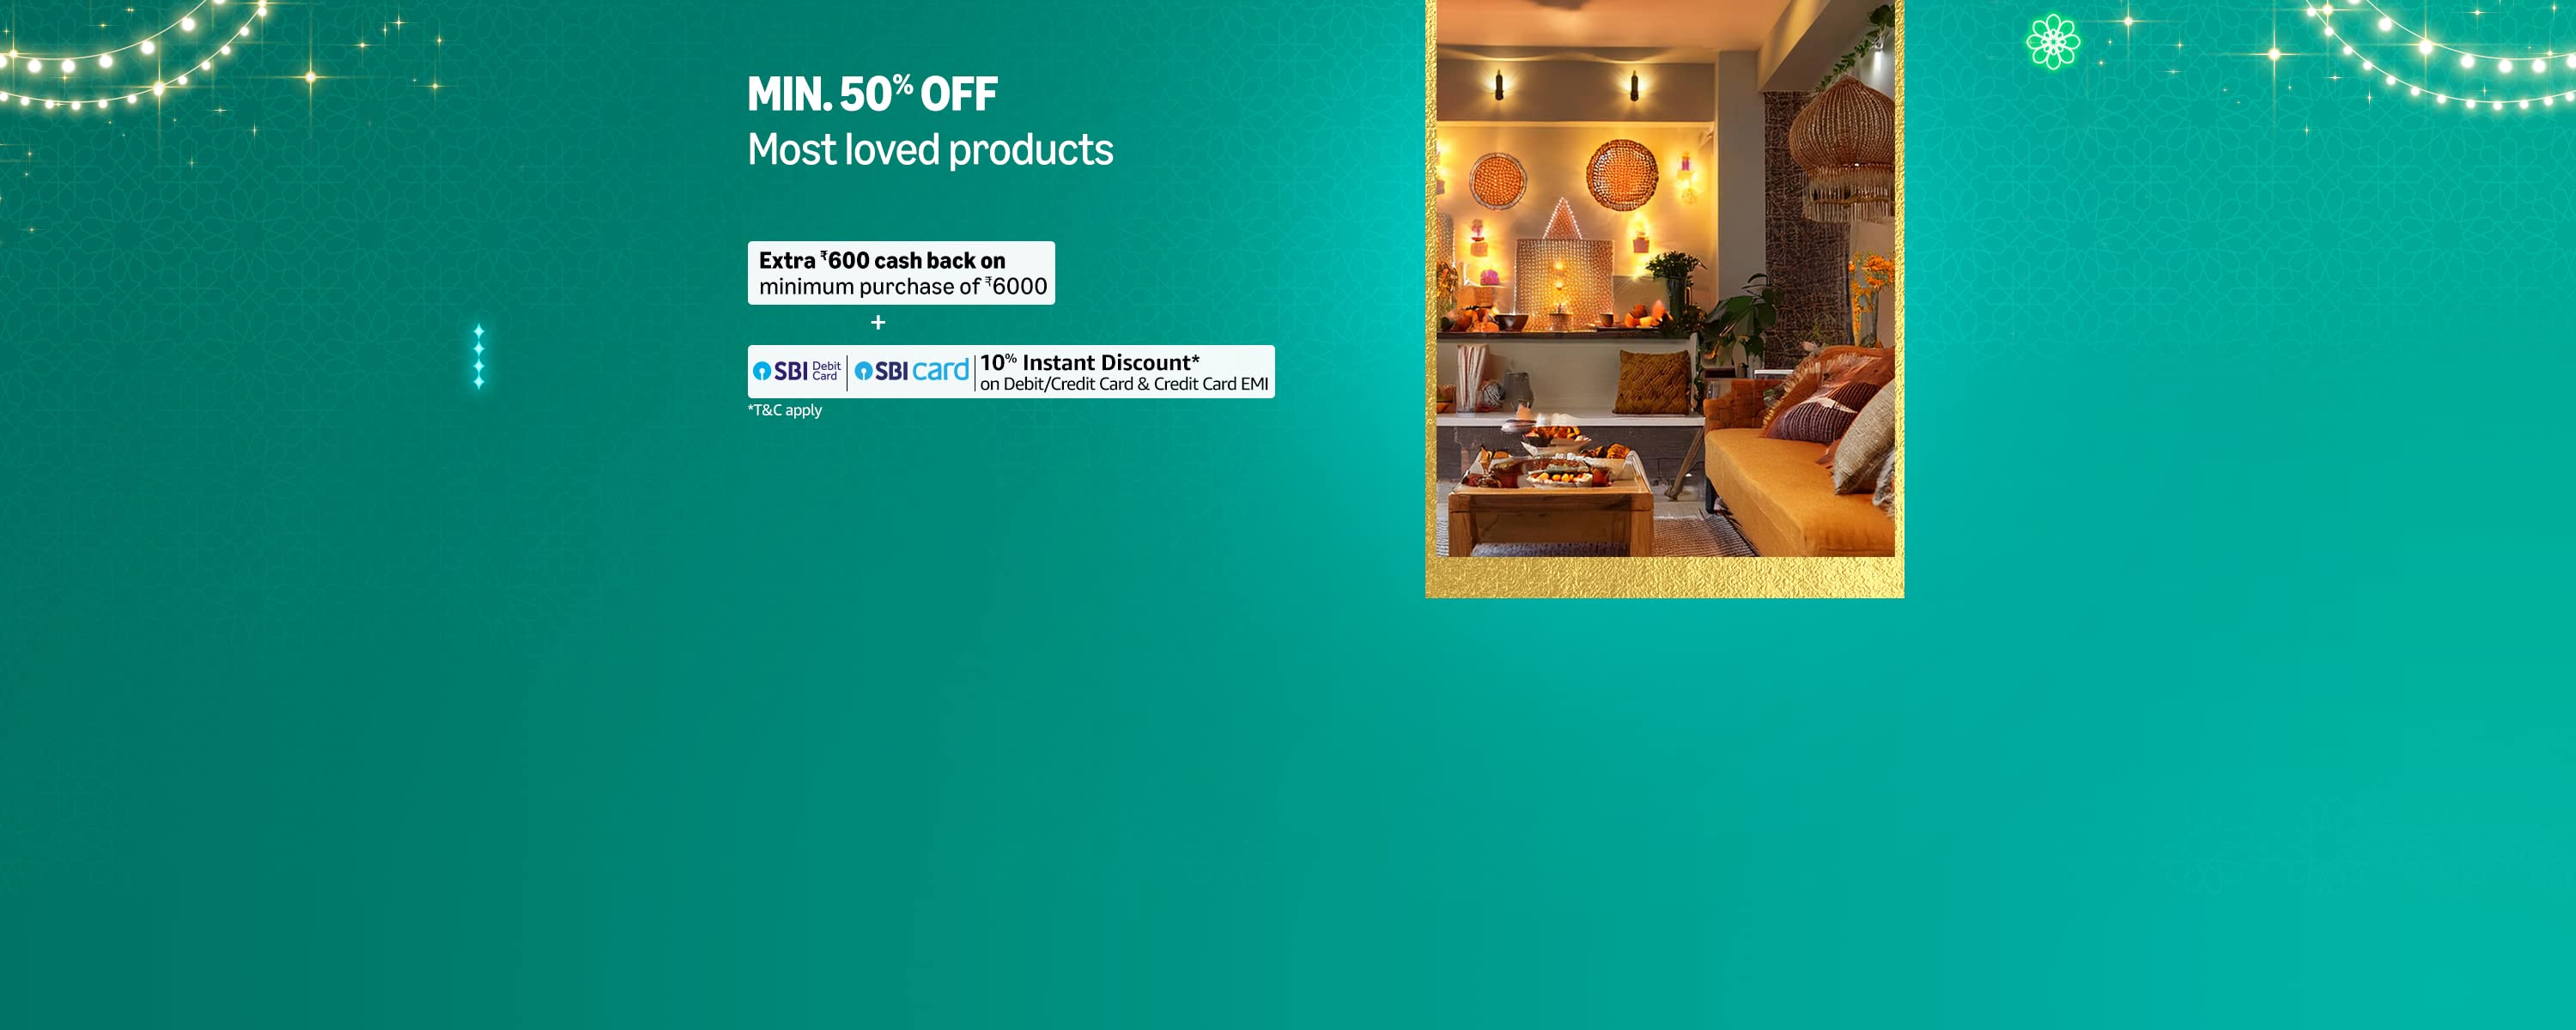 MIN. 50% OFF
Most loved products
Extra ₹600 cash back on
minimum purchase of ₹6000
+
SBI Debit Card | SBI card | 10% Instant Discount*
on Debit/Credit Card & Credit Card EMI
*T&C apply